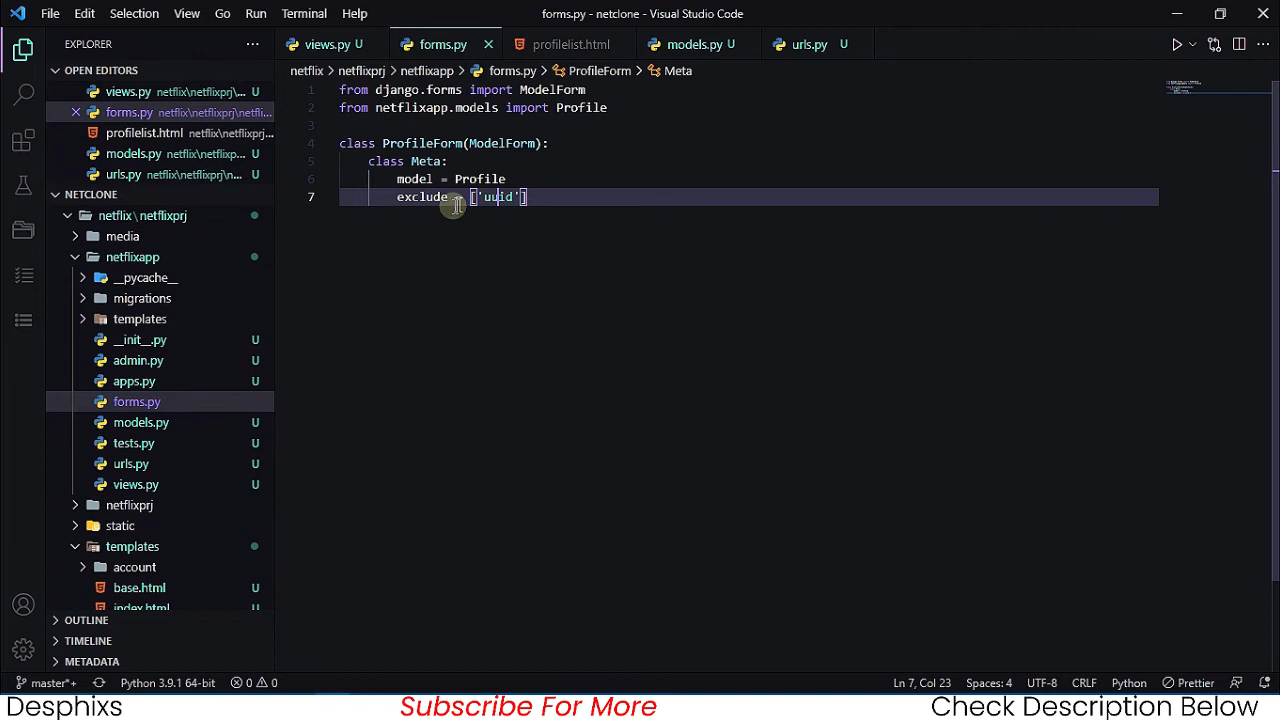 File Edit Selection View Go Run Terminal Help forms.py - netclone - Visual Studio Code
EXPLORER
views.py U forms.py profilelist.html models.py U urls.py U
OPEN EDITORS
netflix > netflixprj > netflixapp > forms.py > ProfileForm > Meta
views.py netflix\netflixprj\...
forms.py netflix\netflixprj\netfli...
profilelist.html netflix\netflixprj...
models.py netflix\netflixp...
urls.py netflix\netflixprj\...
1 from django.forms import ModelForm
2 from netflixapp.models import Profile
3
4 class ProfileForm(ModelForm):
5 class Meta:
6 model = Profile
7 exclude = ['uuid']
NETCLONE
netflix\netflixprj
media
netflixapp
__pycache__
migrations
templates
__init__.py U
admin.py U
apps.py U
forms.py
models.py U
tests.py U
urls.py U
views.py U
netflixprj
static
templates
account
base.html U
index.html U
OUTLINE
TIMELINE
METADATA
master*+ Python 3.9.1 64-bit 0 0 Ln 7, Col 23 Spaces: 4 UTF-8 CRLF Python Prettier
Desphixs Subscribe For More Check Description Below